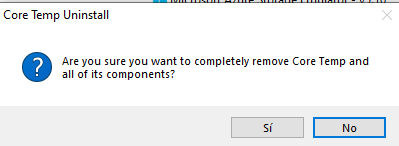 Core Temp Uninstall
Are you sure you want to completely remove Core Temp and
all of its components?
Sí
No